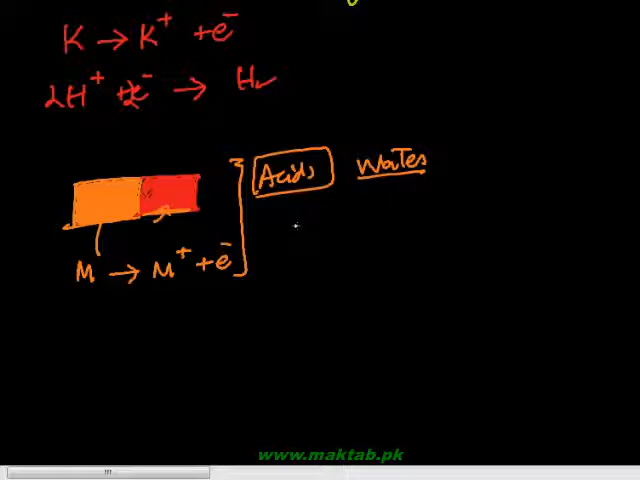 K → K⁺ + e⁻
2H⁺ + 2e⁻ → H₂
Acids Water
M → M⁺ + e⁻
www.maktab.pk